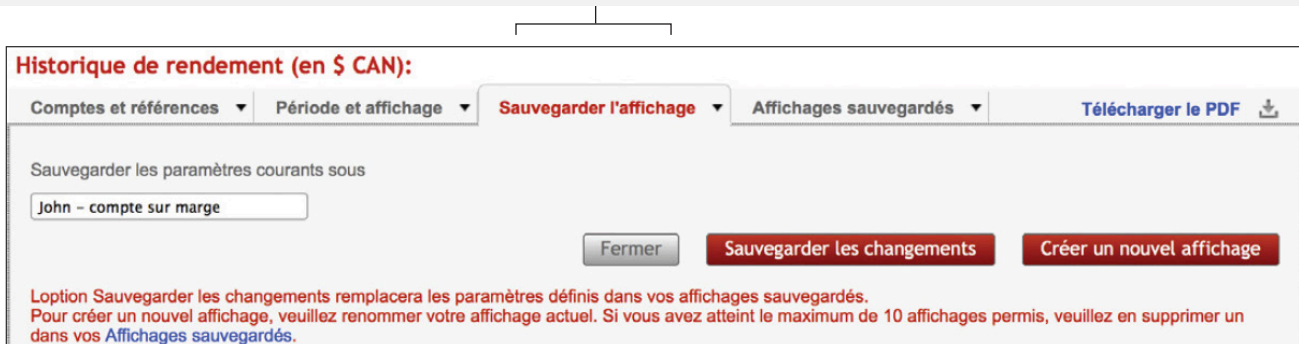 Historique de rendement (en $ CAN):
Comptes et références Période et affichage Sauvegarder l'affichage Affichages sauvegardés Télécharger le PDF
Sauvegarder les paramètres courants sous
John – compte sur marge
Fermer Sauvegarder les changements Créer un nouvel affichage
Loption Sauvegarder les changements remplacera les paramètres définis dans vos affichages sauvegardés.
Pour créer un nouvel affichage, veuillez renommer votre affichage actuel. Si vous avez atteint le maximum de 10 affichages permis, veuillez en supprimer un
dans vos Affichages sauvegardés.